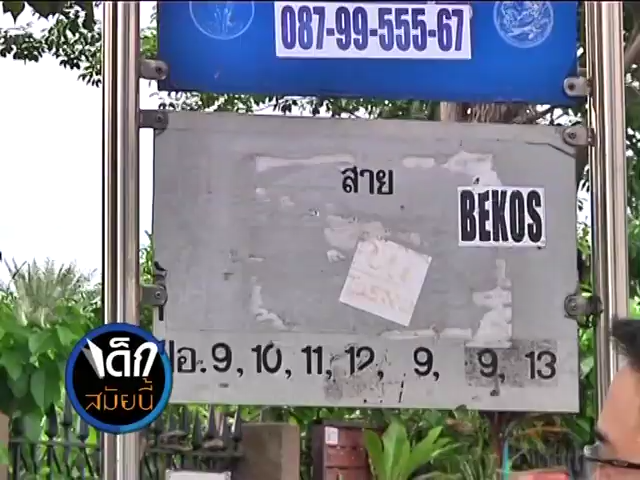 087-99-555-67
สาย
BEKOS
ปอ.9, 10, 11, 12, 9, 9, 13
เด็ก
สมัยนี้